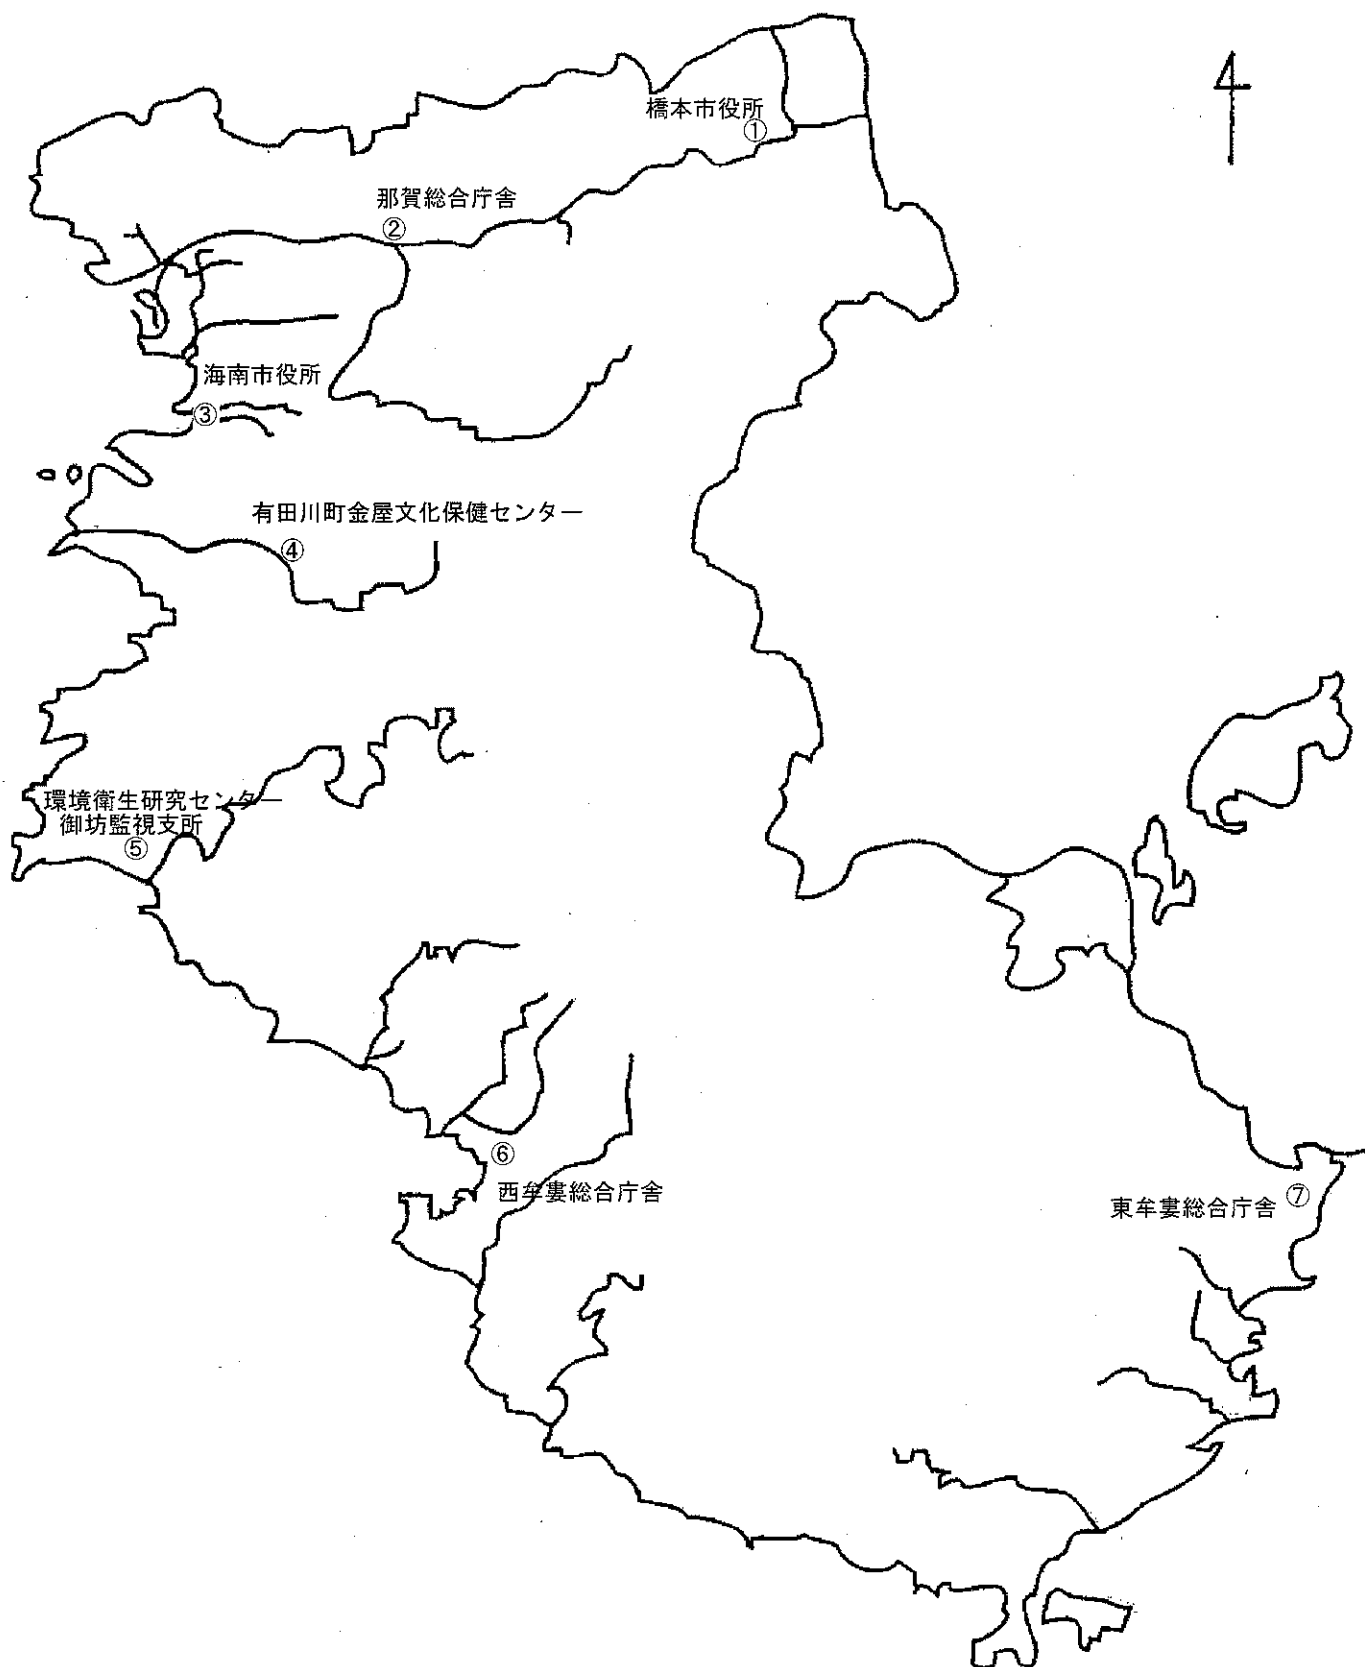 橋本市役所
①
那賀総合庁舎
②
海南市役所
③
有田川町金屋文化保健センター
④
環境衛生研究センター
御坊監視支所
⑤
⑥
西牟婁総合庁舎
⑦
東牟婁総合庁舎